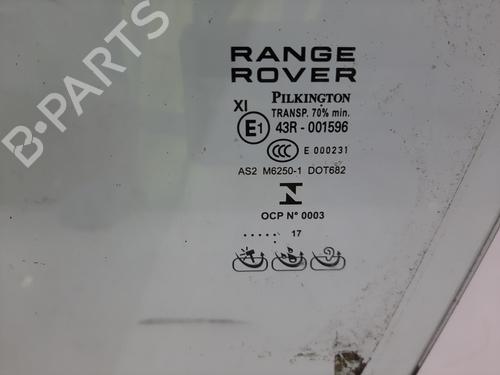 B-PARTS
RANGE
ROVER
PILKINGTON
TRANSP. 70% min.
XI
E1 43R - 001596
CCC E 000231
AS2 M6250-1 DOT682
N
OCP N° 0003
..... 17